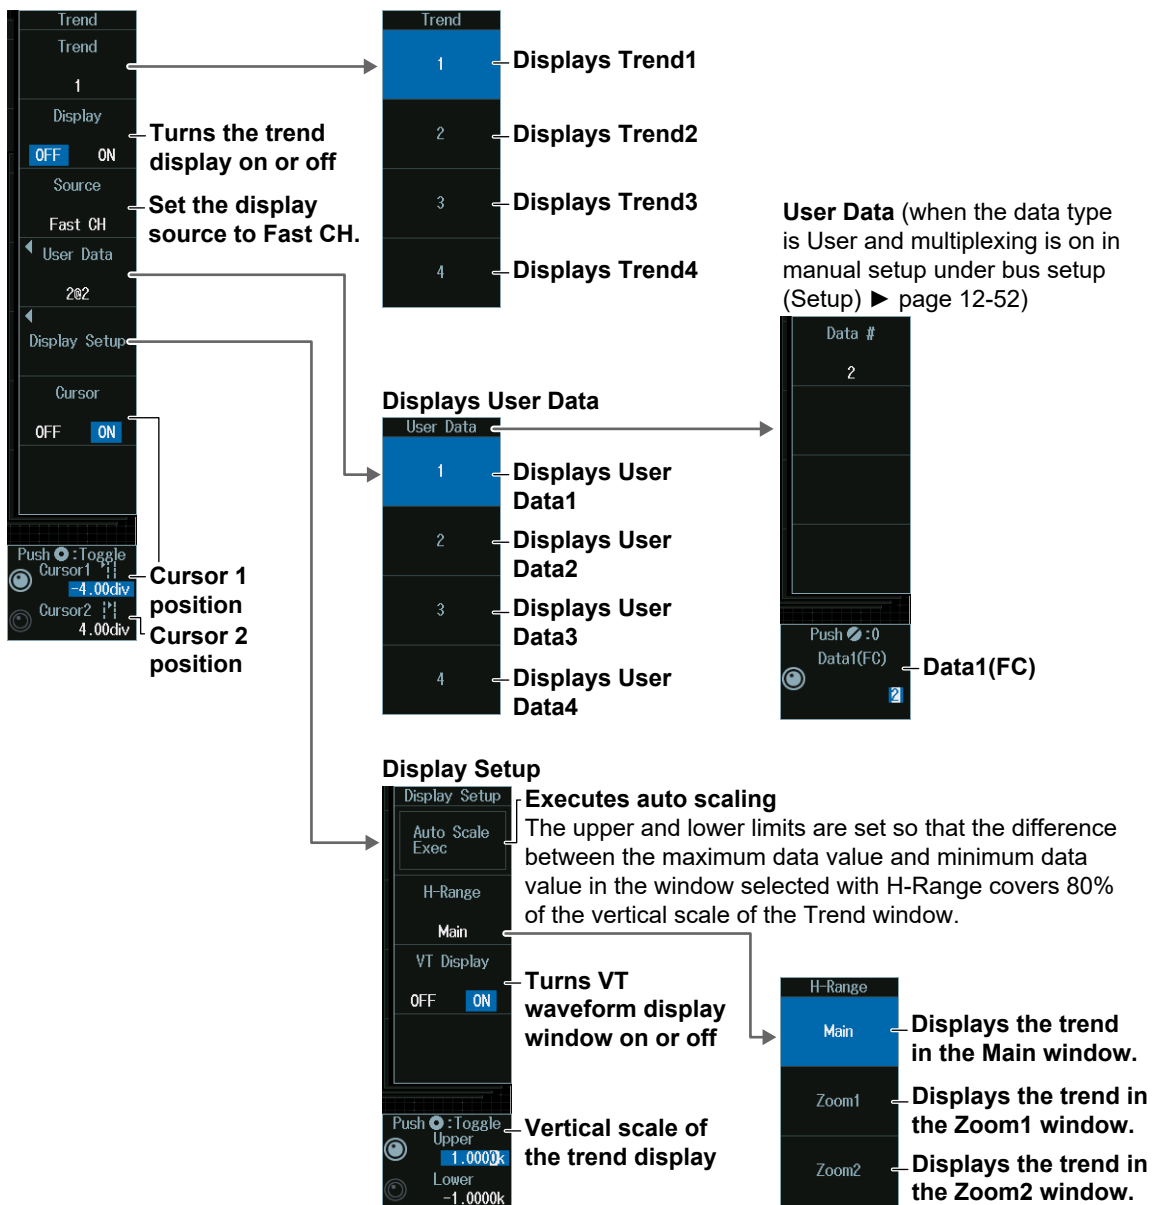 Trend
Trend
1
Display
OFF ON
Source
Fast CH
User Data
2@2
Display Setup
Cursor
OFF ON
Push :Toggle
Cursor1
-4.00div
Cursor2
4.00div
Turns the trend
display on or off
Set the display
source to Fast CH.
Cursor 1
position
Cursor 2
position
Trend
1
2
3
4
Displays Trend1
Displays Trend2
Displays Trend3
Displays Trend4
User Data (when the data type
is User and multiplexing is on in
manual setup under bus setup
(Setup) ► page 12-52)
Data #
2
Push :0
Data1(FC)
2
Data1(FC)
Displays User Data
User Data
1
2
3
4
Displays User
Data1
Displays User
Data2
Displays User
Data3
Displays User
Data4
Display Setup
Display Setup
Auto Scale
Exec
H-Range
Main
VT Display
OFF ON
Push :Toggle
Upper
1.0000k
Lower
-1.0000k
Executes auto scaling
The upper and lower limits are set so that the difference
between the maximum data value and minimum data
value in the window selected with H-Range covers 80%
of the vertical scale of the Trend window.
Turns VT
waveform display
window on or off
Vertical scale of
the trend display
H-Range
Main
Zoom1
Zoom2
Displays the trend
in the Main window.
Displays the trend in
the Zoom1 window.
Displays the trend in
the Zoom2 window.